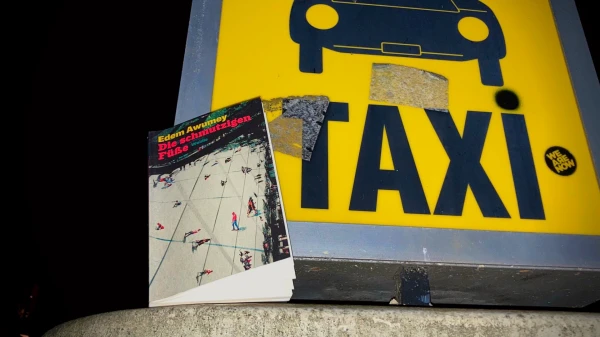 Edem Awumey
Die schmutzigen
Füße
TAXI
WE ARE
NOW